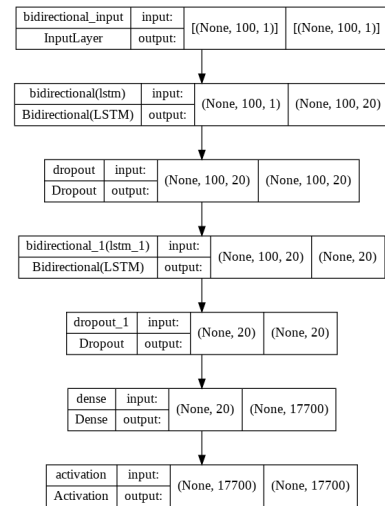 bidirectional_input input: [(None, 100, 1)] [(None, 100, 1)]
InputLayer output:
bidirectional(lstm) input: (None, 100, 1) (None, 100, 20)
Bidirectional(LSTM) output:
dropout input: (None, 100, 20) (None, 100, 20)
Dropout output:
bidirectional_1(lstm_1) input: (None, 100, 20) (None, 20)
Bidirectional(LSTM) output:
dropout_1 input: (None, 20) (None, 20)
Dropout output:
dense input: (None, 20) (None, 17700)
Dense output:
activation input: (None, 17700) (None, 17700)
Activation output: